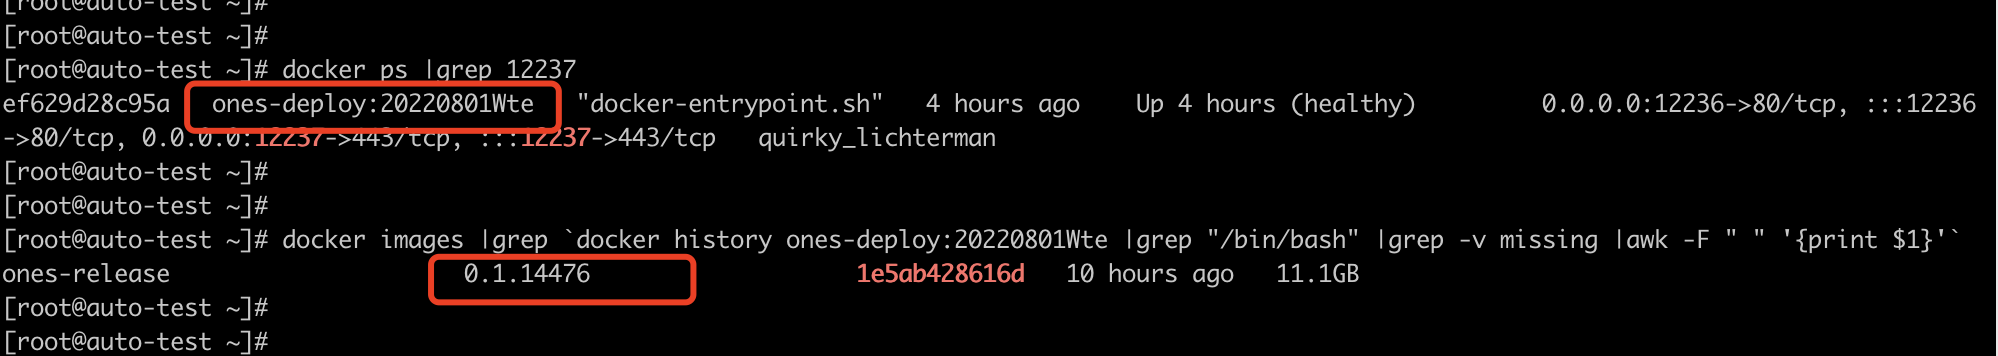 [root@auto-test ~]#
[root@auto-test ~]#
[root@auto-test ~]# docker ps |grep 12237
ef629d28c95a   ones-deploy:20220801Wte   "docker-entrypoint.sh"   4 hours ago    Up 4 hours (healthy)         0.0.0.0:12236->80/tcp, :::12236
->80/tcp, 0.0.0.0:12237->443/tcp, :::12237->443/tcp   quirky_lichterman
[root@auto-test ~]#
[root@auto-test ~]#
[root@auto-test ~]# docker images |grep `docker history ones-deploy:20220801Wte |grep "/bin/bash" |grep -v missing |awk -F " " '{print $1}'`
ones-release                     0.1.14476                   1e5ab428616d   10 hours ago   11.1GB
[root@auto-test ~]#
[root@auto-test ~]#